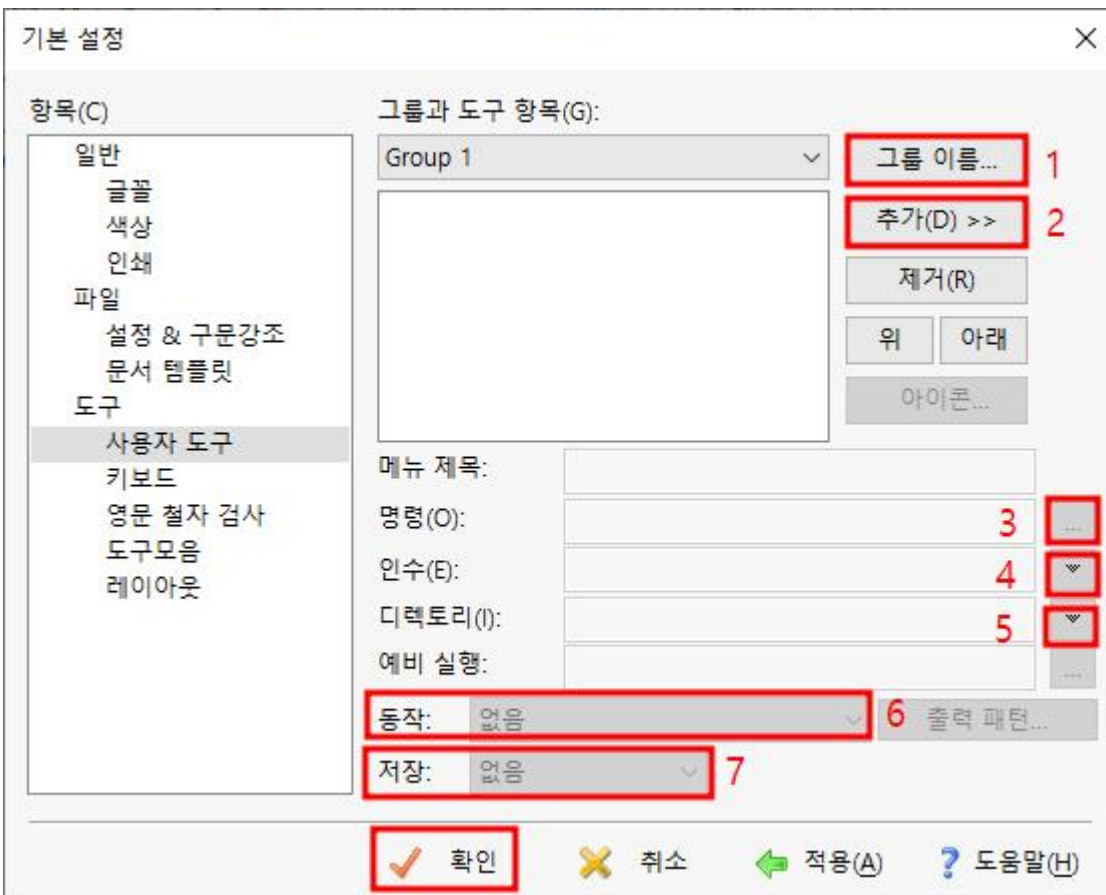 기본 설정
항목(C)
일반
글꼴
색상
인쇄
파일
설정 & 구문강조
문서 템플릿
도구
사용자 도구
키보드
영문 철자 검사
도구모음
레이아웃
그룹과 도구 항목(G):
Group 1
그룹 이름... 1
추가(D) >> 2
제거(R)
위 아래
아이콘...
메뉴 제목:
명령(O): 3 ...
인수(E): 4
디렉토리(I): 5
예비 실행: ...
동작: 없음 6 출력 패턴...
저장: 없음 7
확인 취소 적용(A) ? 도움말(H)